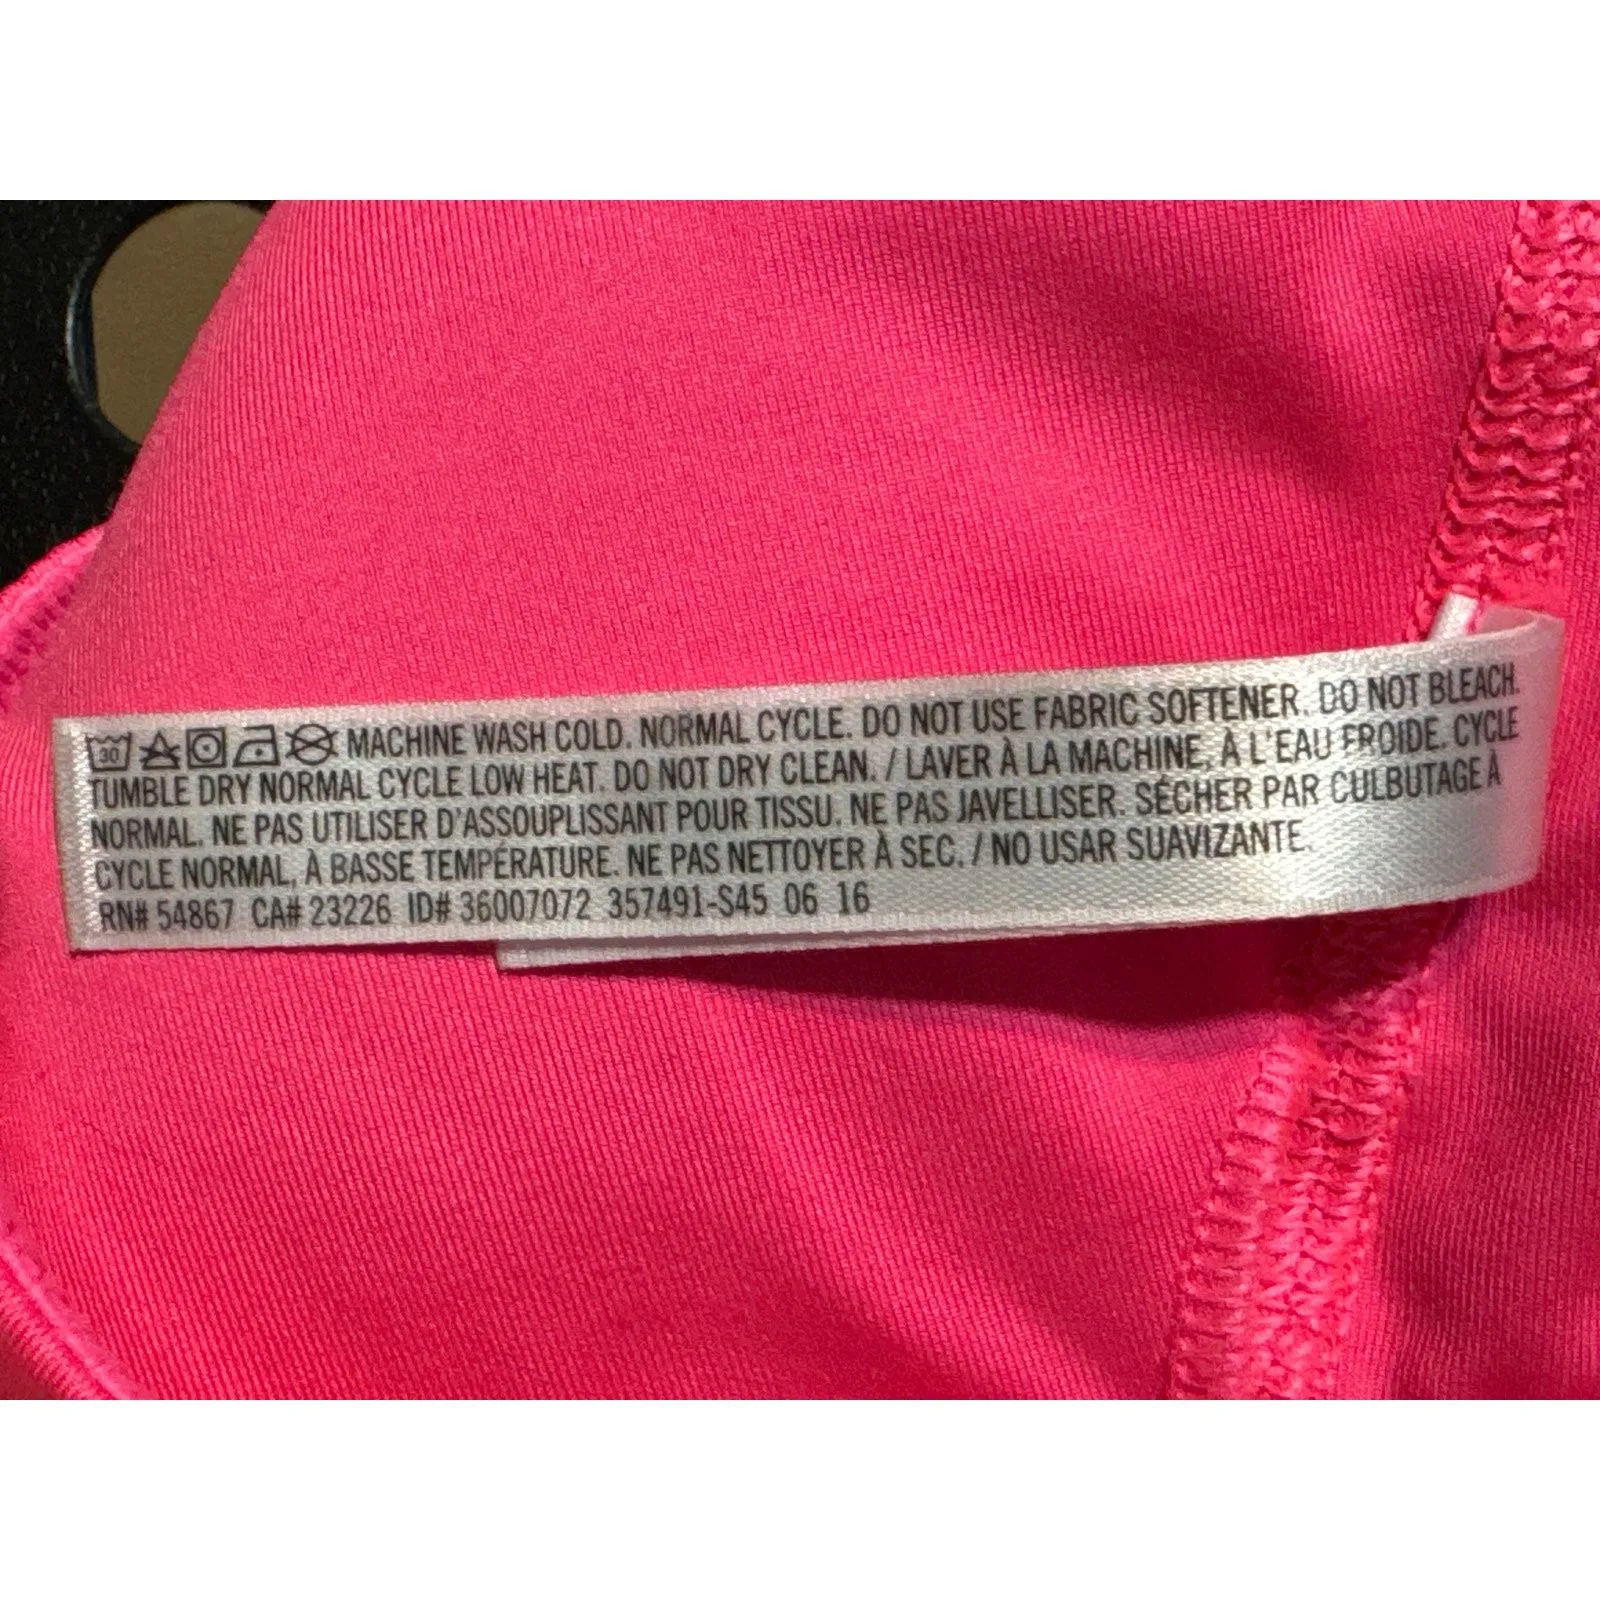 30 MACHINE WASH COLD. NORMAL CYCLE. DO NOT USE FABRIC SOFTENER. DO NOT BLEACH.
TUMBLE DRY NORMAL CYCLE LOW HEAT. DO NOT DRY CLEAN. / LAVER À LA MACHINE, À L'EAU FROIDE. CYCLE
NORMAL. NE PAS UTILISER D'ASSOUPLISSANT POUR TISSU. NE PAS JAVELLISER. SÉCHER PAR CULBUTAGE À
CYCLE NORMAL, À BASSE TEMPÉRATURE. NE PAS NETTOYER À SEC. / NO USAR SUAVIZANTE.
RN# 54867 CA# 23226 ID# 36007072 357491-S45 06 16